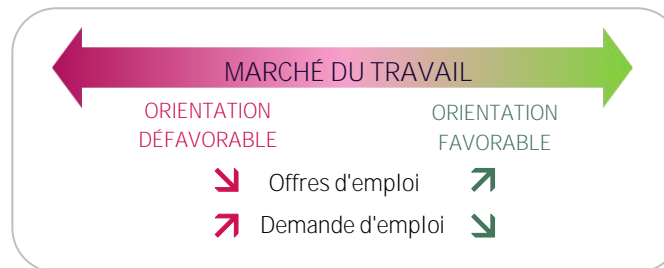 MARCHÉ DU TRAVAIL
ORIENTATION
DÉFAVORABLE
ORIENTATION
FAVORABLE
Offres d'emploi
Demande d'emploi